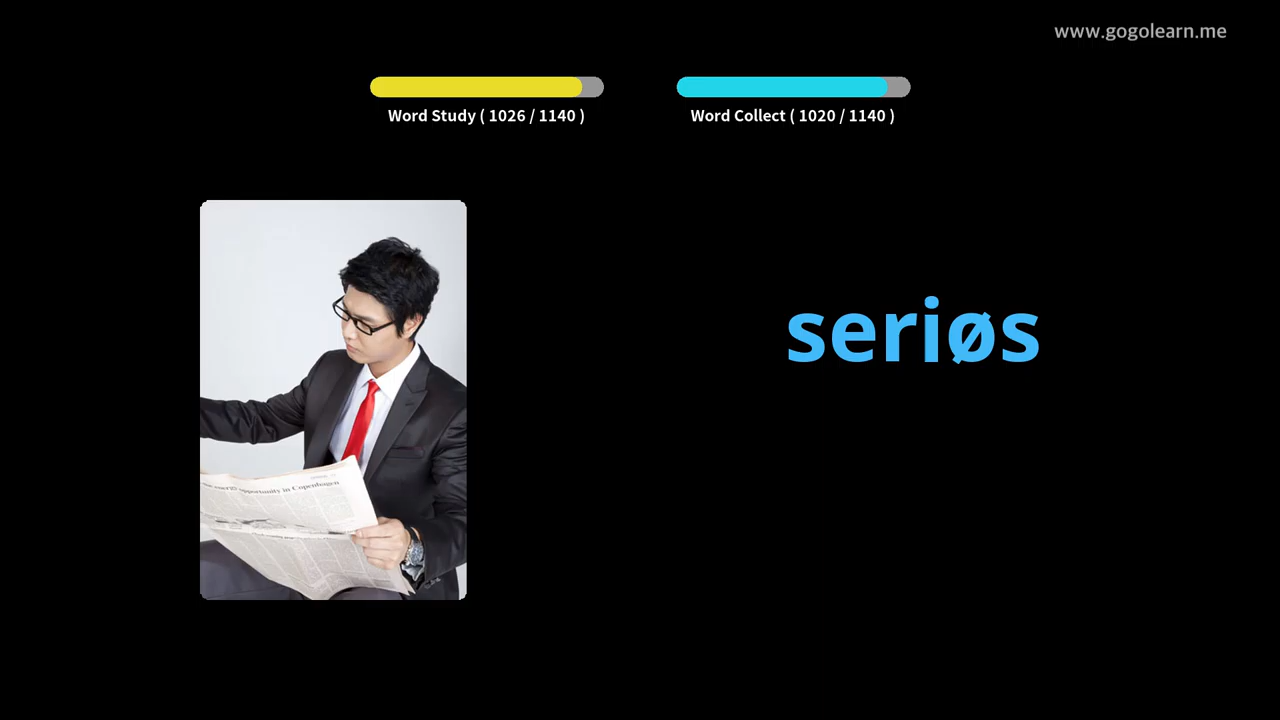 www.gogolearn.me
Word Study ( 1026 / 1140 )
Word Collect ( 1020 / 1140 )
seriøs
opportunity in Copenhagen